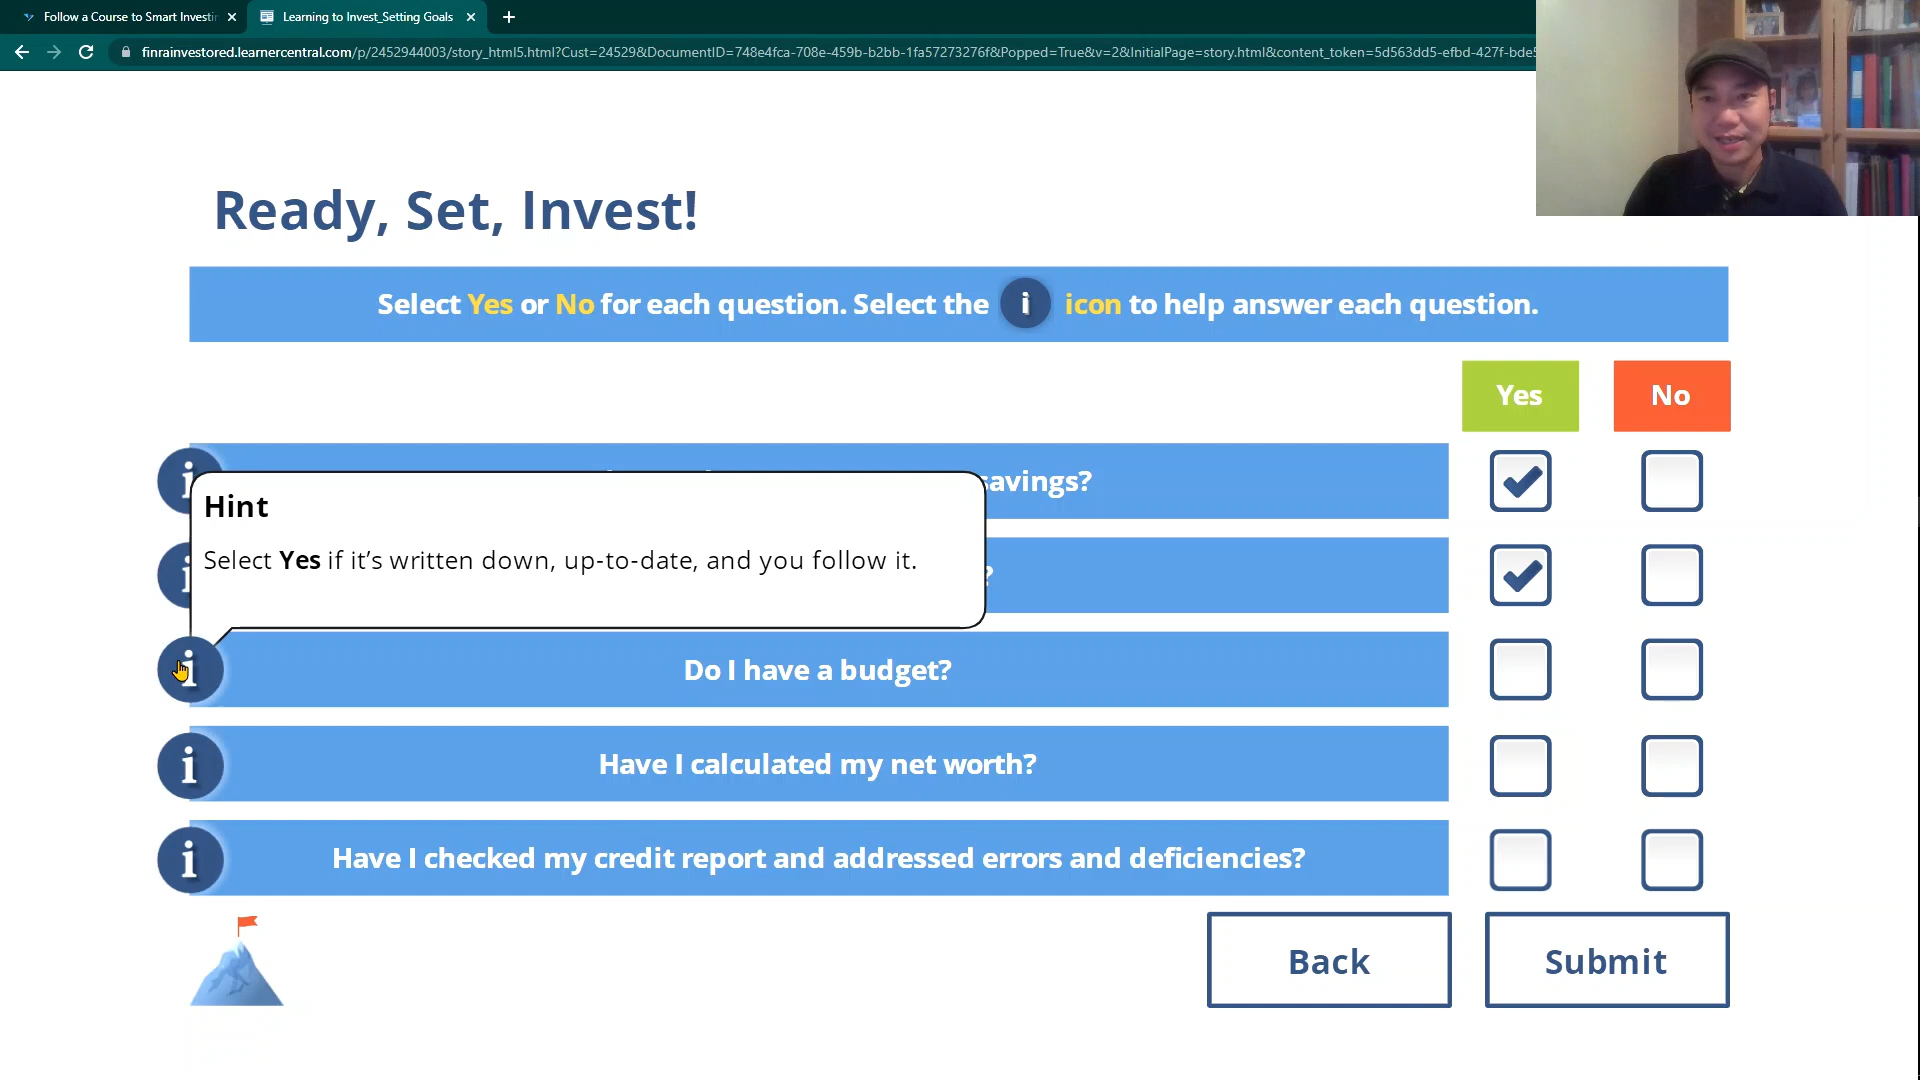 Follow a Course to Smart Investin
Learning to Invest_Setting Goals
finrainvestored.learnercentral.com/p/2452944003/story_html5.html?Cust=24529&DocumentID=748e4fca-708e-459b-b2bb-1fa57273276f&Popped=True&v=2&InitialPage=story.html&content_token=5d563dd5-efbd-427f-bde5
Ready, Set, Invest!
Select Yes or No for each question. Select the i icon to help answer each question.
Yes No
i savings?
Hint
Select Yes if it's written down, up-to-date, and you follow it.
i ?
i Do I have a budget?
i Have I calculated my net worth?
i Have I checked my credit report and addressed errors and deficiencies?
Back Submit